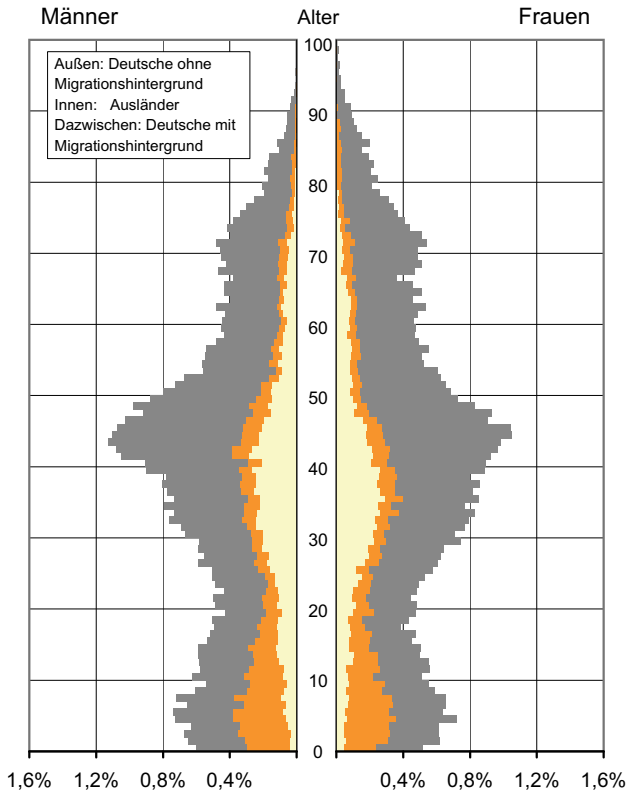 Männer Alter Frauen
Außen: Deutsche ohne
Migrationshintergrund
Innen: Ausländer
Dazwischen: Deutsche mit
Migrationshintergrund
100
90
80
70
60
50
40
30
20
10
0
1,6% 1,2% 0,8% 0,4% 0,4% 0,8% 1,2% 1,6%